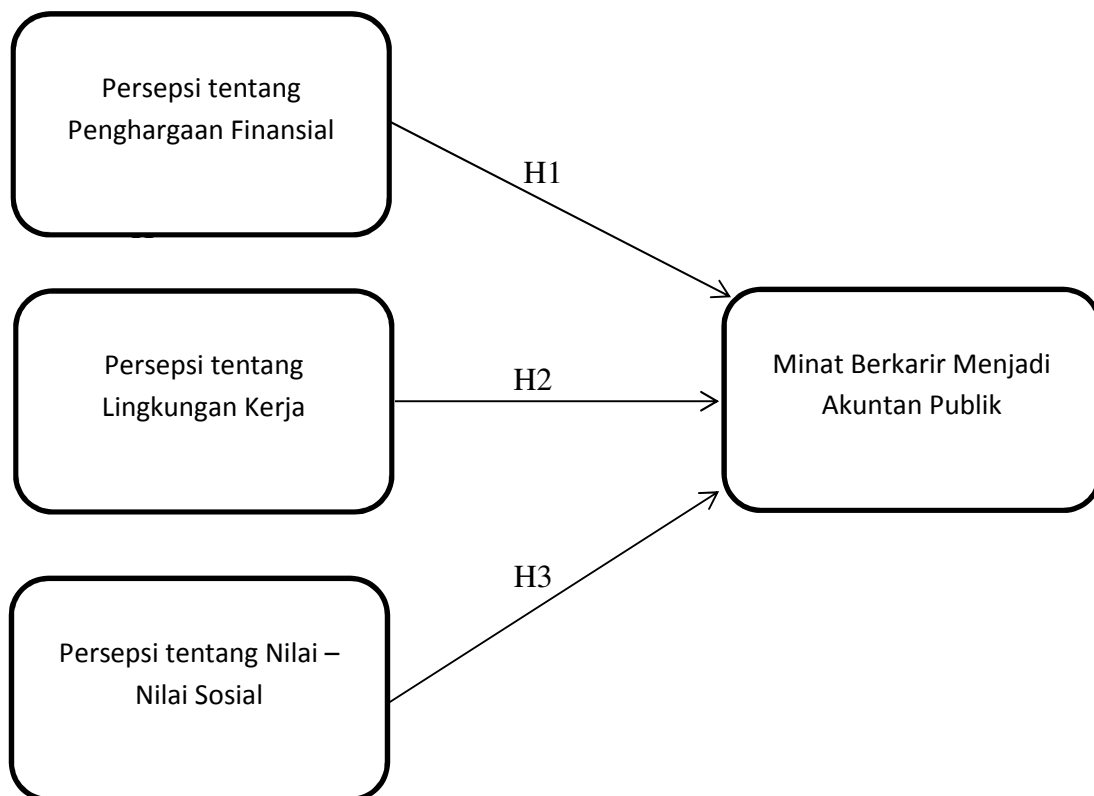 Persepsi tentang
Penghargaan Finansial
H1
Persepsi tentang
Lingkungan Kerja
H2
Minat Berkarir Menjadi
Akuntan Publik
H3
Persepsi tentang Nilai –
Nilai Sosial